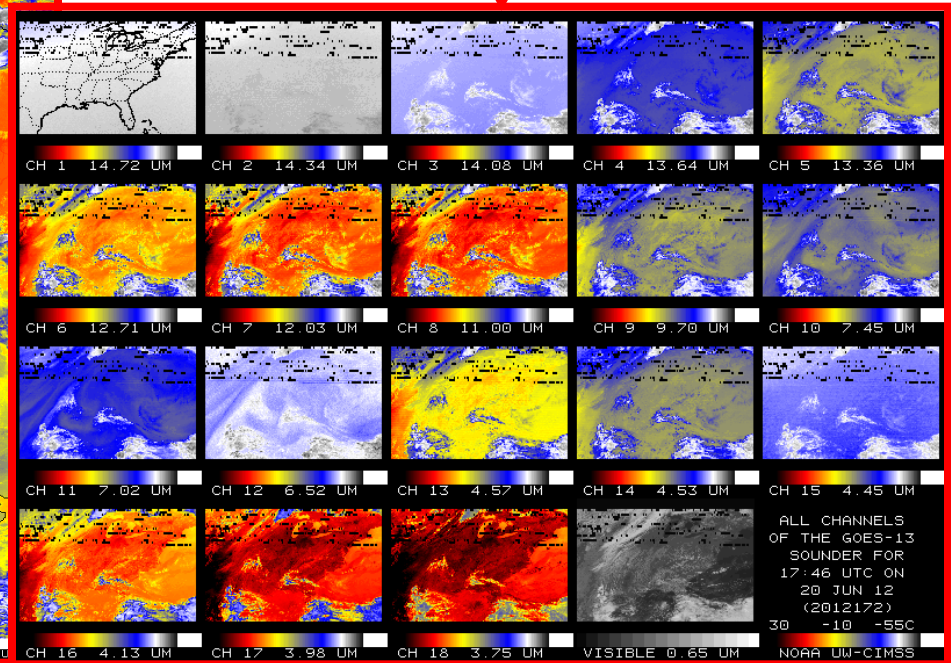 CH 1 14.72 UM
CH 2 14.34 UM
CH 3 14.08 UM
CH 4 13.64 UM
CH 5 13.36 UM
CH 6 12.71 UM
CH 7 12.03 UM
CH 8 11.00 UM
CH 9 9.70 UM
CH 10 7.45 UM
CH 11 7.02 UM
CH 12 6.52 UM
CH 13 4.57 UM
CH 14 4.53 UM
CH 15 4.45 UM
CH 16 4.13 UM
CH 17 3.98 UM
CH 18 3.75 UM
VISIBLE 0.65 UM
ALL CHANNELS
OF THE GOES-13
SOUNDER FOR
17:46 UTC ON
20 JUN 12
(2012172)
30 -10 -55C
NOAA UW-CIMSS